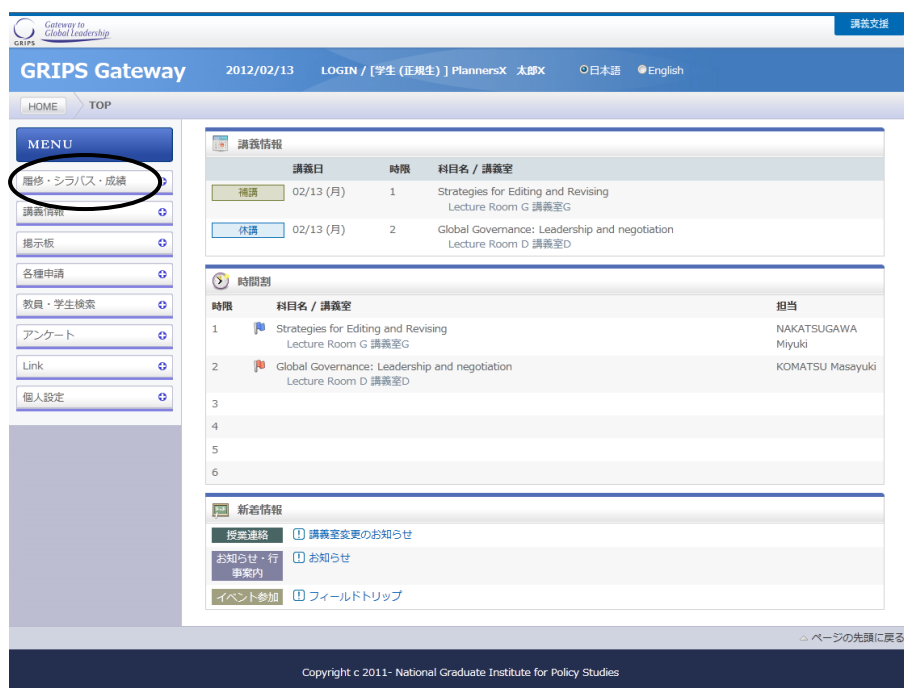 Gateway to
Global Leadership
GRIPS
講義支援
GRIPS Gateway
2012/02/13 LOGIN / [学生 (正規生) ] PlannersX 太郎X 日本語 English
HOME TOP
MENU
履修・シラバス・成績
講義情報
掲示板
各種申請
教員・学生検索
アンケート
Link
個人設定
講義情報
講義日 時限 科目名 / 講義室
補講 02/13 (月) 1 Strategies for Editing and Revising
Lecture Room G 講義室G
休講 02/13 (月) 2 Global Governance: Leadership and negotiation
Lecture Room D 講義室D
時間割
時限 科目名 / 講義室 担当
1 Strategies for Editing and Revising NAKATSUGAWA
Lecture Room G 講義室G Miyuki
2 Global Governance: Leadership and negotiation KOMATSU Masayuki
Lecture Room D 講義室D
3
4
5
6
新着情報
授業連絡 講義室変更のお知らせ
お知らせ・行 お知らせ
事案内
イベント参加 フィールドトリップ
ページの先頭に戻る
Copyright c 2011- National Graduate Institute for Policy Studies